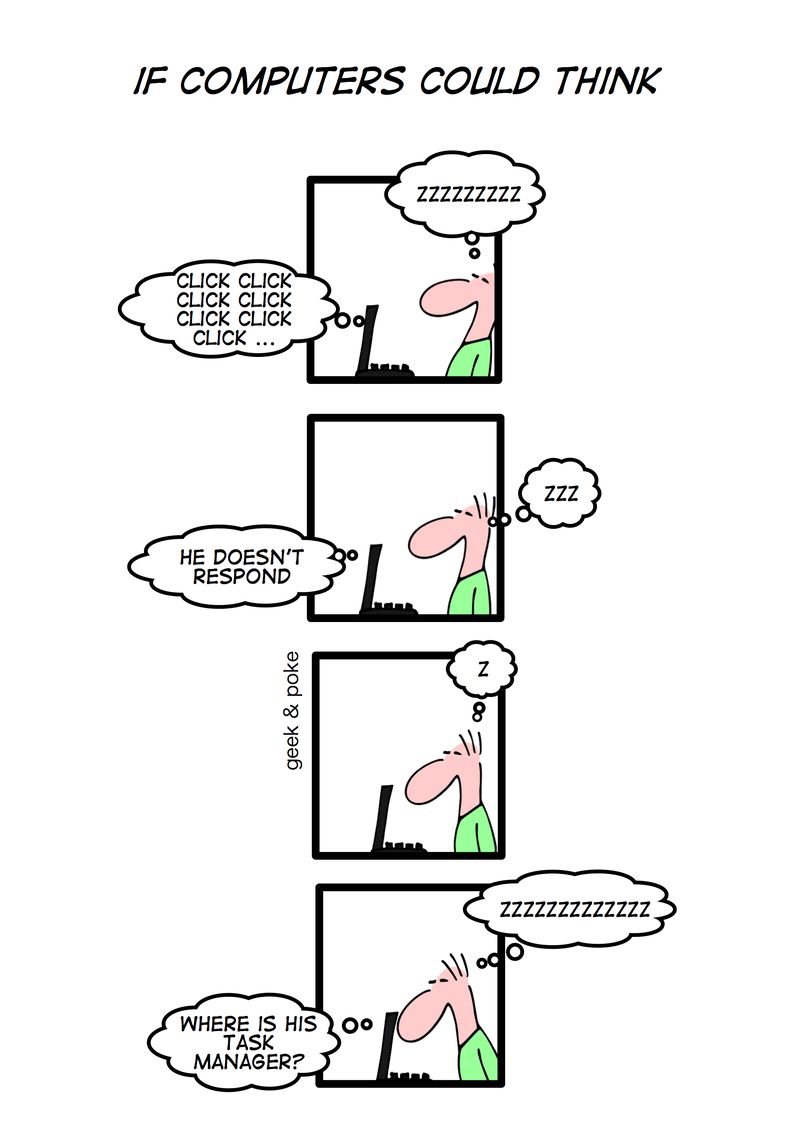 IF COMPUTERS COULD THINK
ZZZZZZZZZ
CLICK CLICK
CLICK CLICK
CLICK CLICK
CLICK ...
ZZZ
HE DOESN'T
RESPOND
geek & poke
Z
ZZZZZZZZZZZZZ
WHERE IS HIS
TASK
MANAGER?